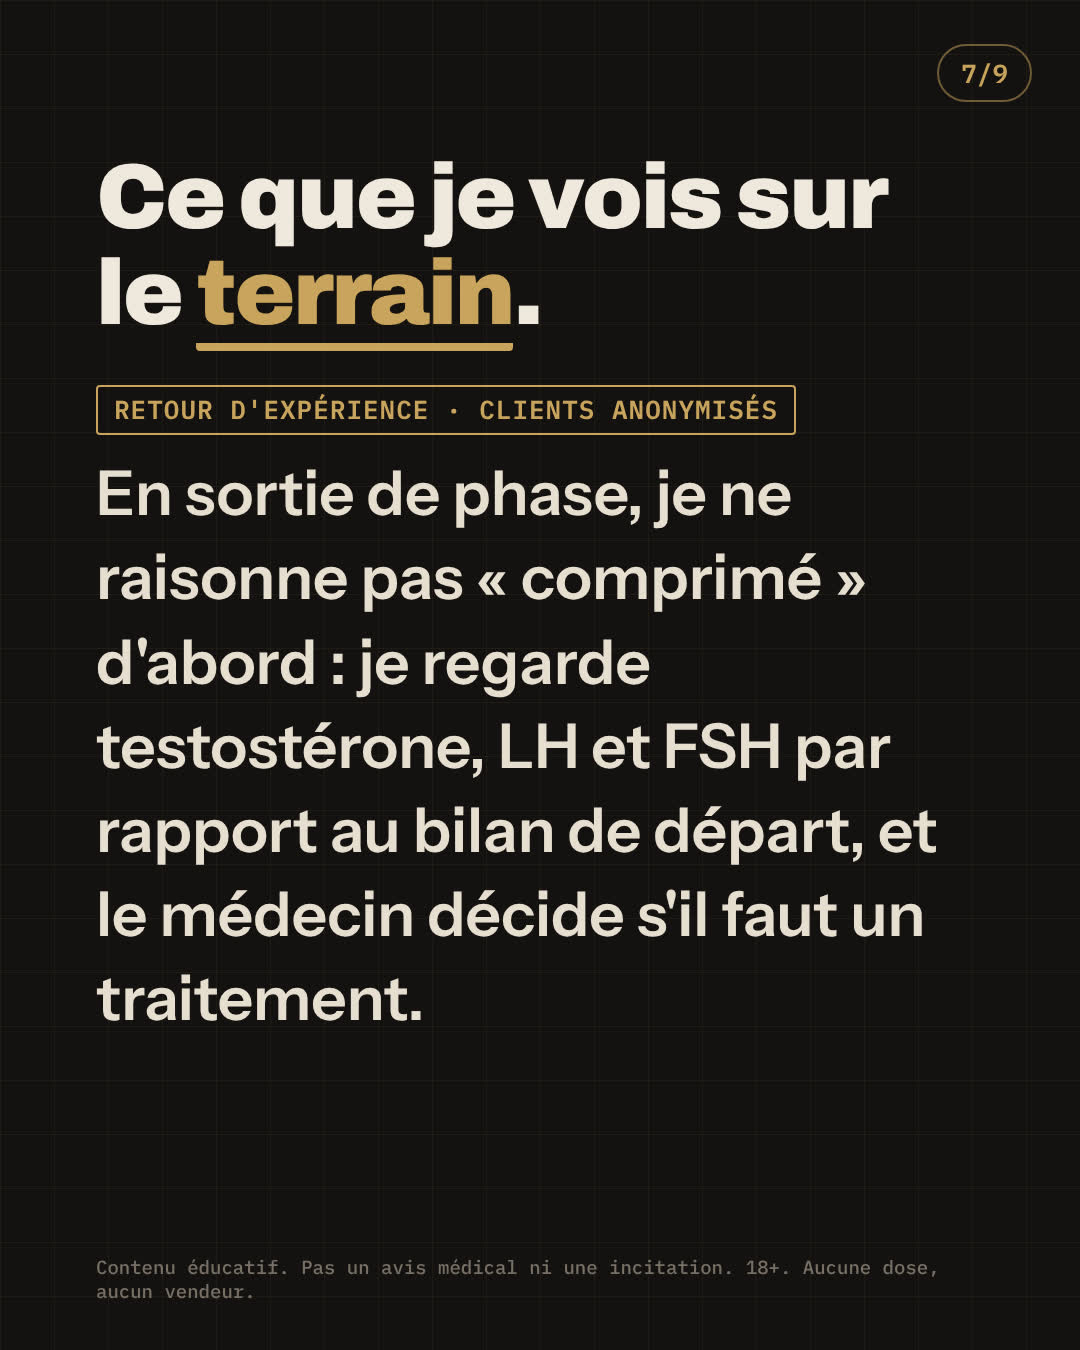 7/9
Ce que je vois sur
le terrain.
RETOUR D'EXPÉRIENCE · CLIENTS ANONYMISÉS
En sortie de phase, je ne
raisonne pas « comprimé »
d'abord : je regarde
testostérone, LH et FSH par
rapport au bilan de départ, et
le médecin décide s'il faut un
traitement.
Contenu éducatif. Pas un avis médical ni une incitation. 18+. Aucune dose,
aucun vendeur.